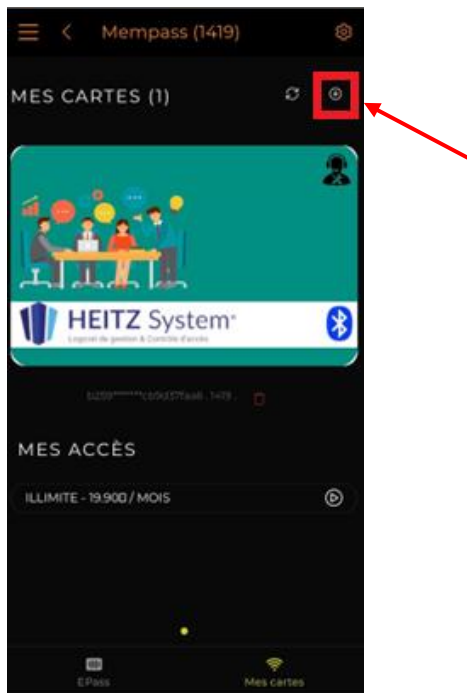 Mempass (1419)
MES CARTES (1)
HEITZ System
Logiciel de gestion & Contrôle d'accès
MES ACCÈS
ILLIMITE - 19.90▯ / MOIS
EPass
Mes cartes